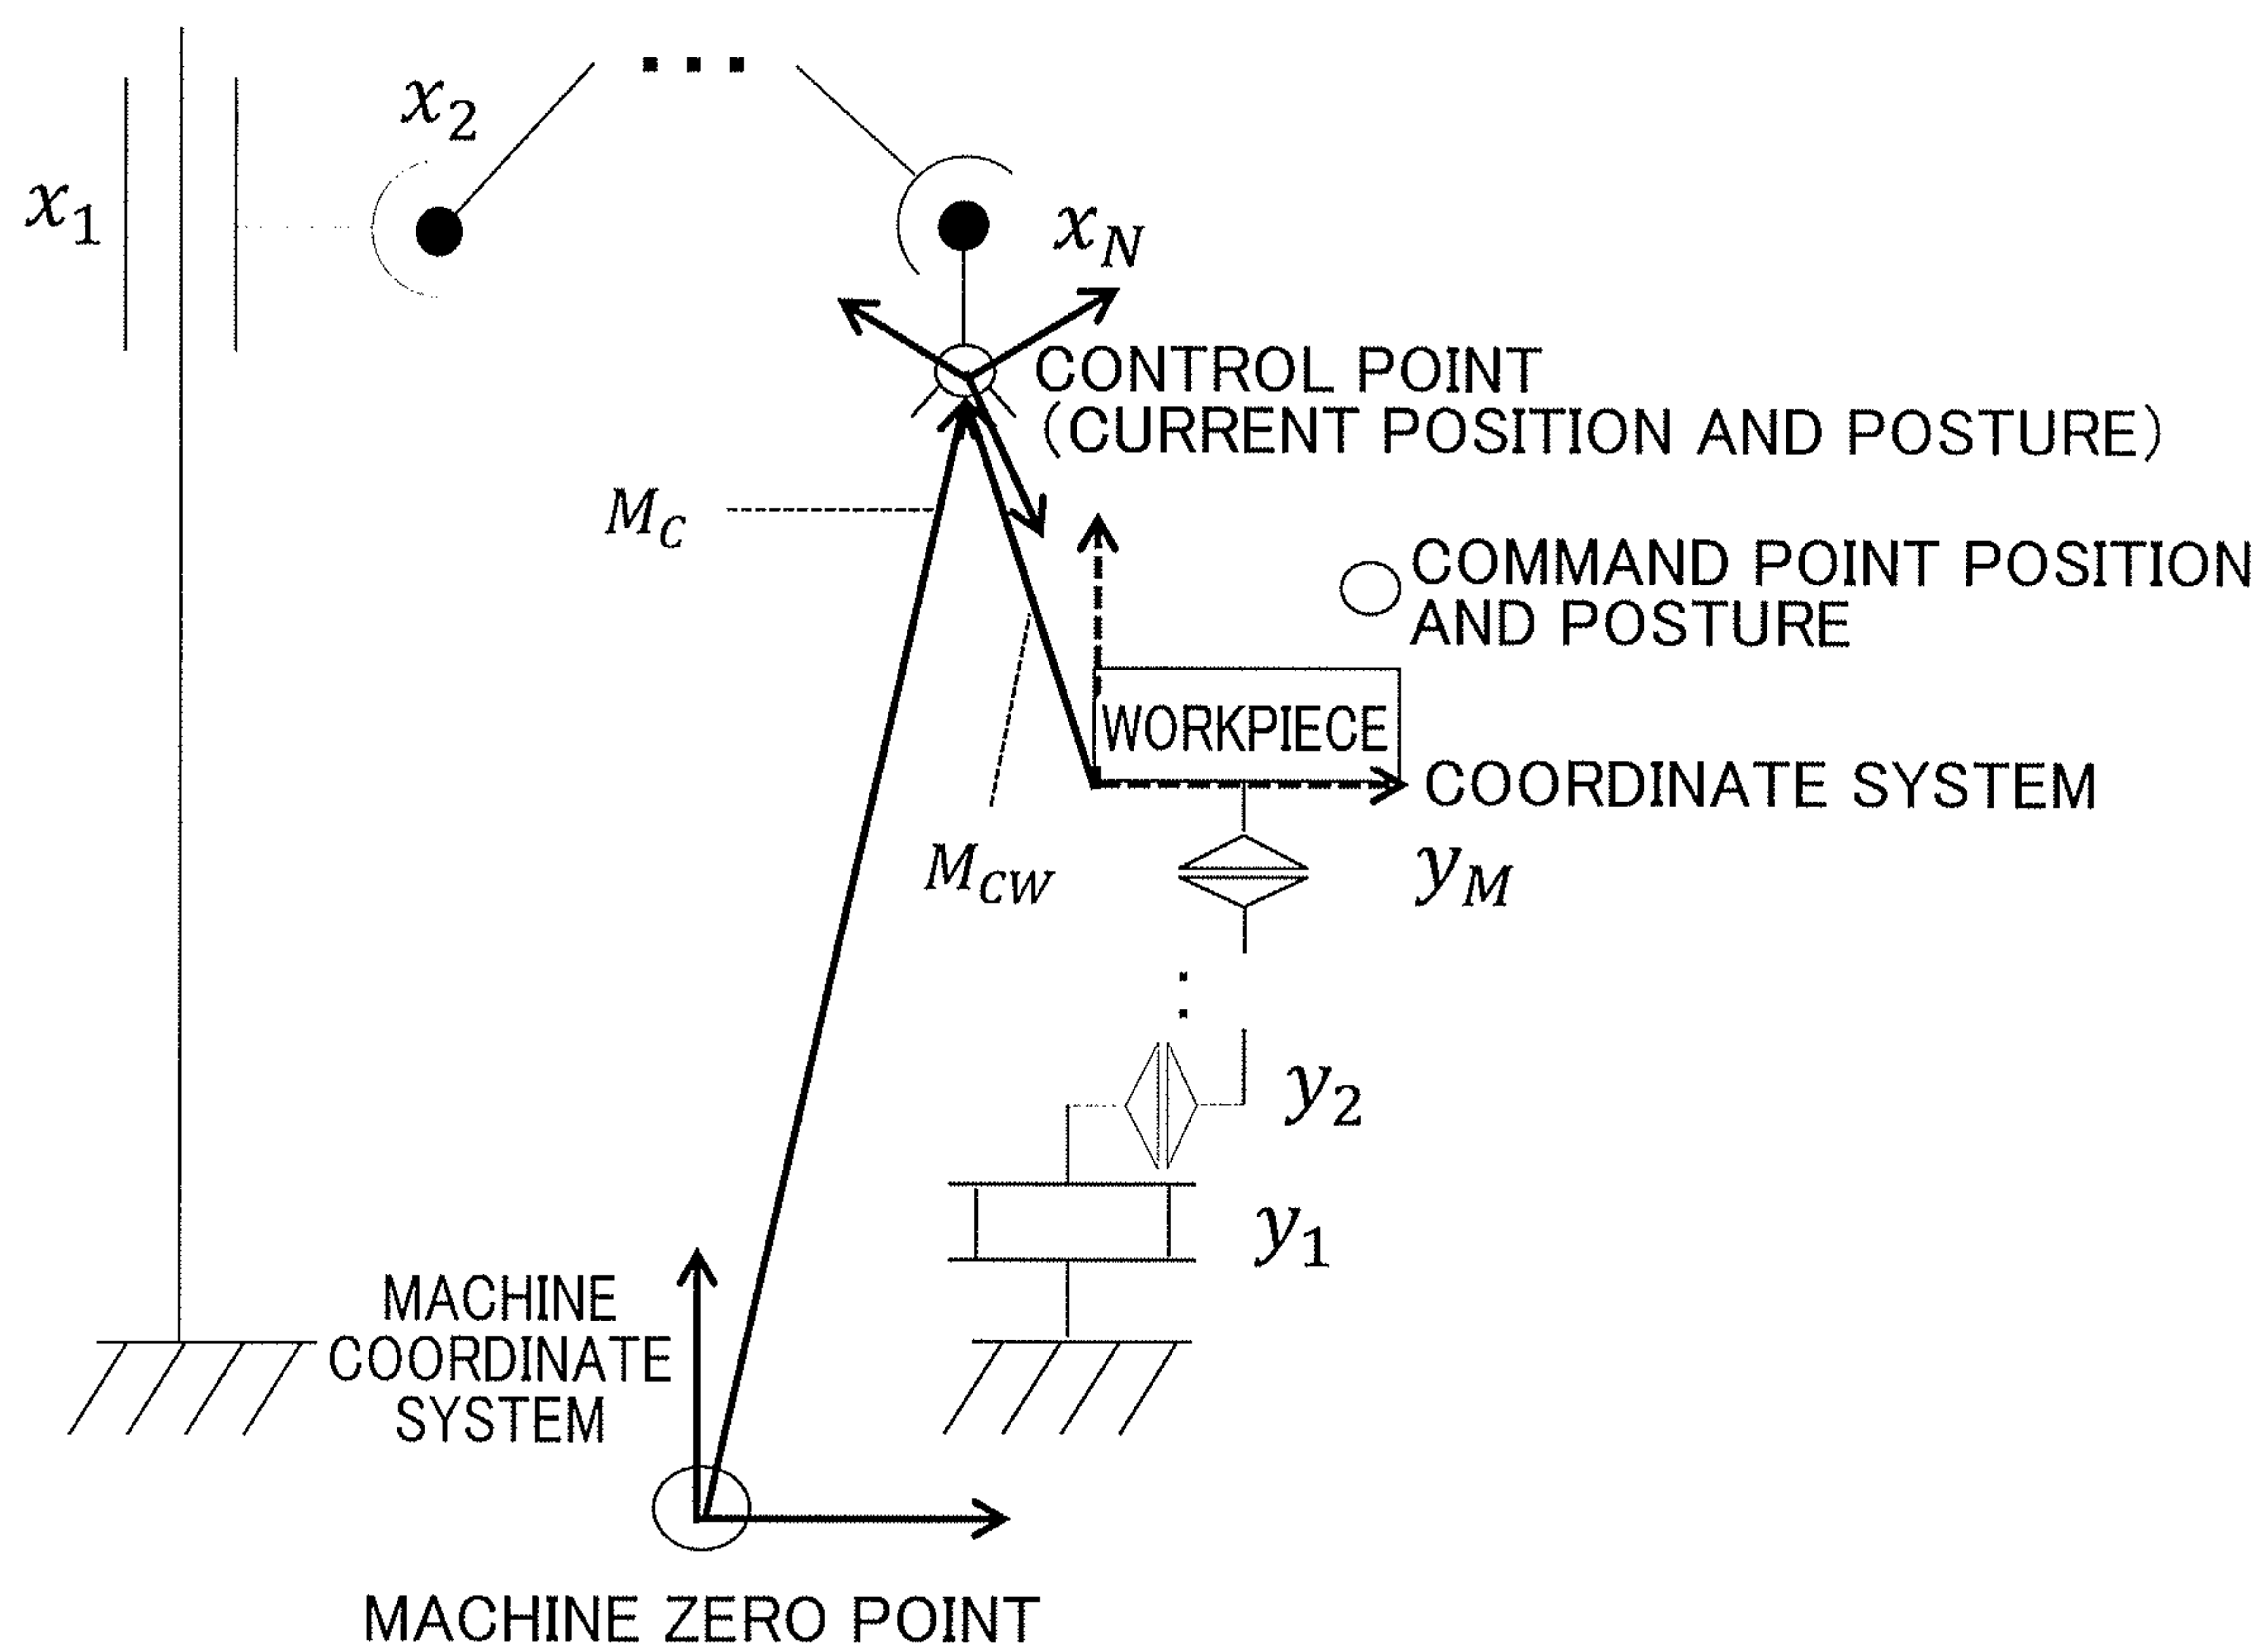 x₂
x₁
x_N
CONTROL POINT
(CURRENT POSITION AND POSTURE)
M_C
COMMAND POINT POSITION
AND POSTURE
WORKPIECE
COORDINATE SYSTEM
M_CW
y_M
y₂
y₁
MACHINE
COORDINATE
SYSTEM
MACHINE ZERO POINT